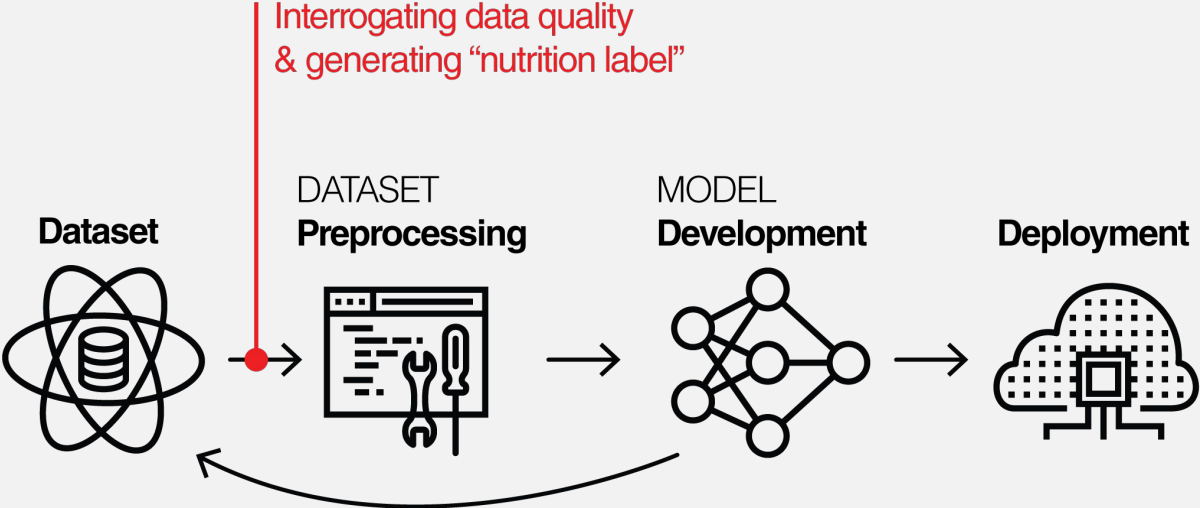 Interrogating data quality
& generating “nutrition label”
Dataset
DATASET
Preprocessing
MODEL
Development
Deployment